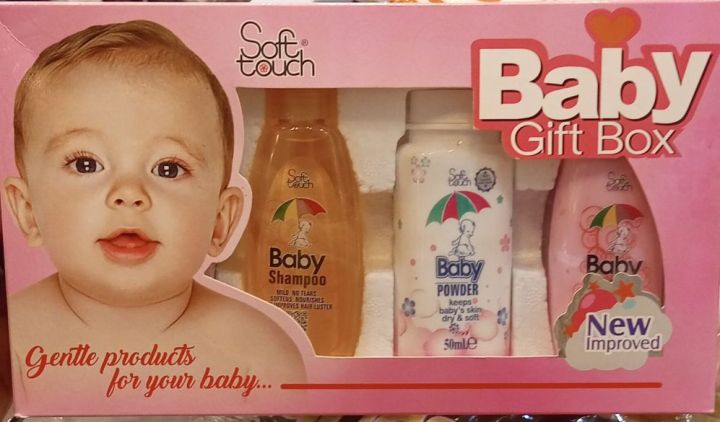 Soft
touch
Baby
Gift Box
Soft
touch
Baby
Shampoo
MILD NO TEARS
SOFTENS NOURISHES
IMPROVES HAIR LUSTER
Soft
touch
Baby
POWDER
keeps
baby's skin
dry & soft
50ml℮
Soft
touch
Baby
New
Improved
Gentle products
for your baby...